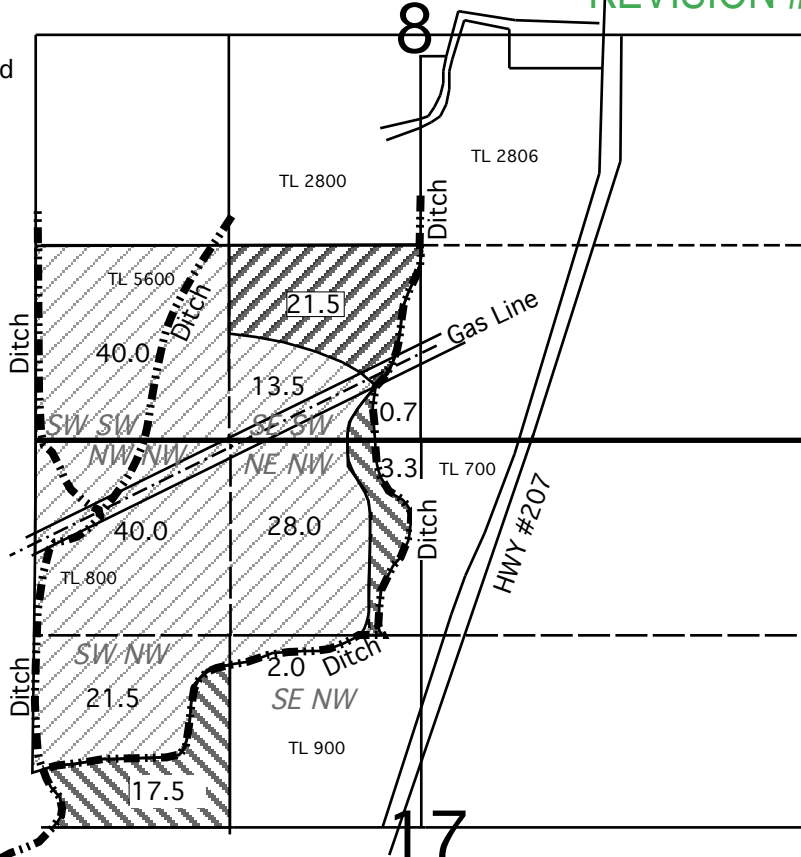 REVISION #
8
d
TL 2806
TL 2800
Ditch
TL 5600
Ditch
21.5
Gas Line
Ditch
40.0
13.5
0.7
SW SW
SE SW
NW NW
NE NW
3.3
TL 700
40.0
28.0
Ditch
HWY #207
TL 800
SW NW
2.0
Ditch
Ditch
21.5
SE NW
TL 900
17.5
17